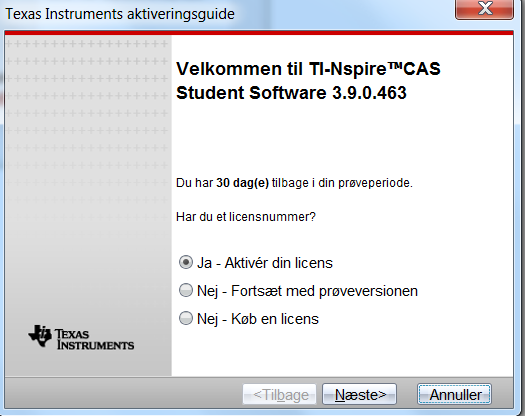 Texas Instruments aktiveringsguide
Velkommen til TI-Nspire™CAS
Student Software 3.9.0.463
Du har 30 dag(e) tilbage i din prøveperiode.
Har du et licensnummer?
Ja - Aktivér din licens
Nej - Fortsæt med prøveversionen
Nej - Køb en licens
TEXAS
INSTRUMENTS
<Tilbage Næste> Annuller